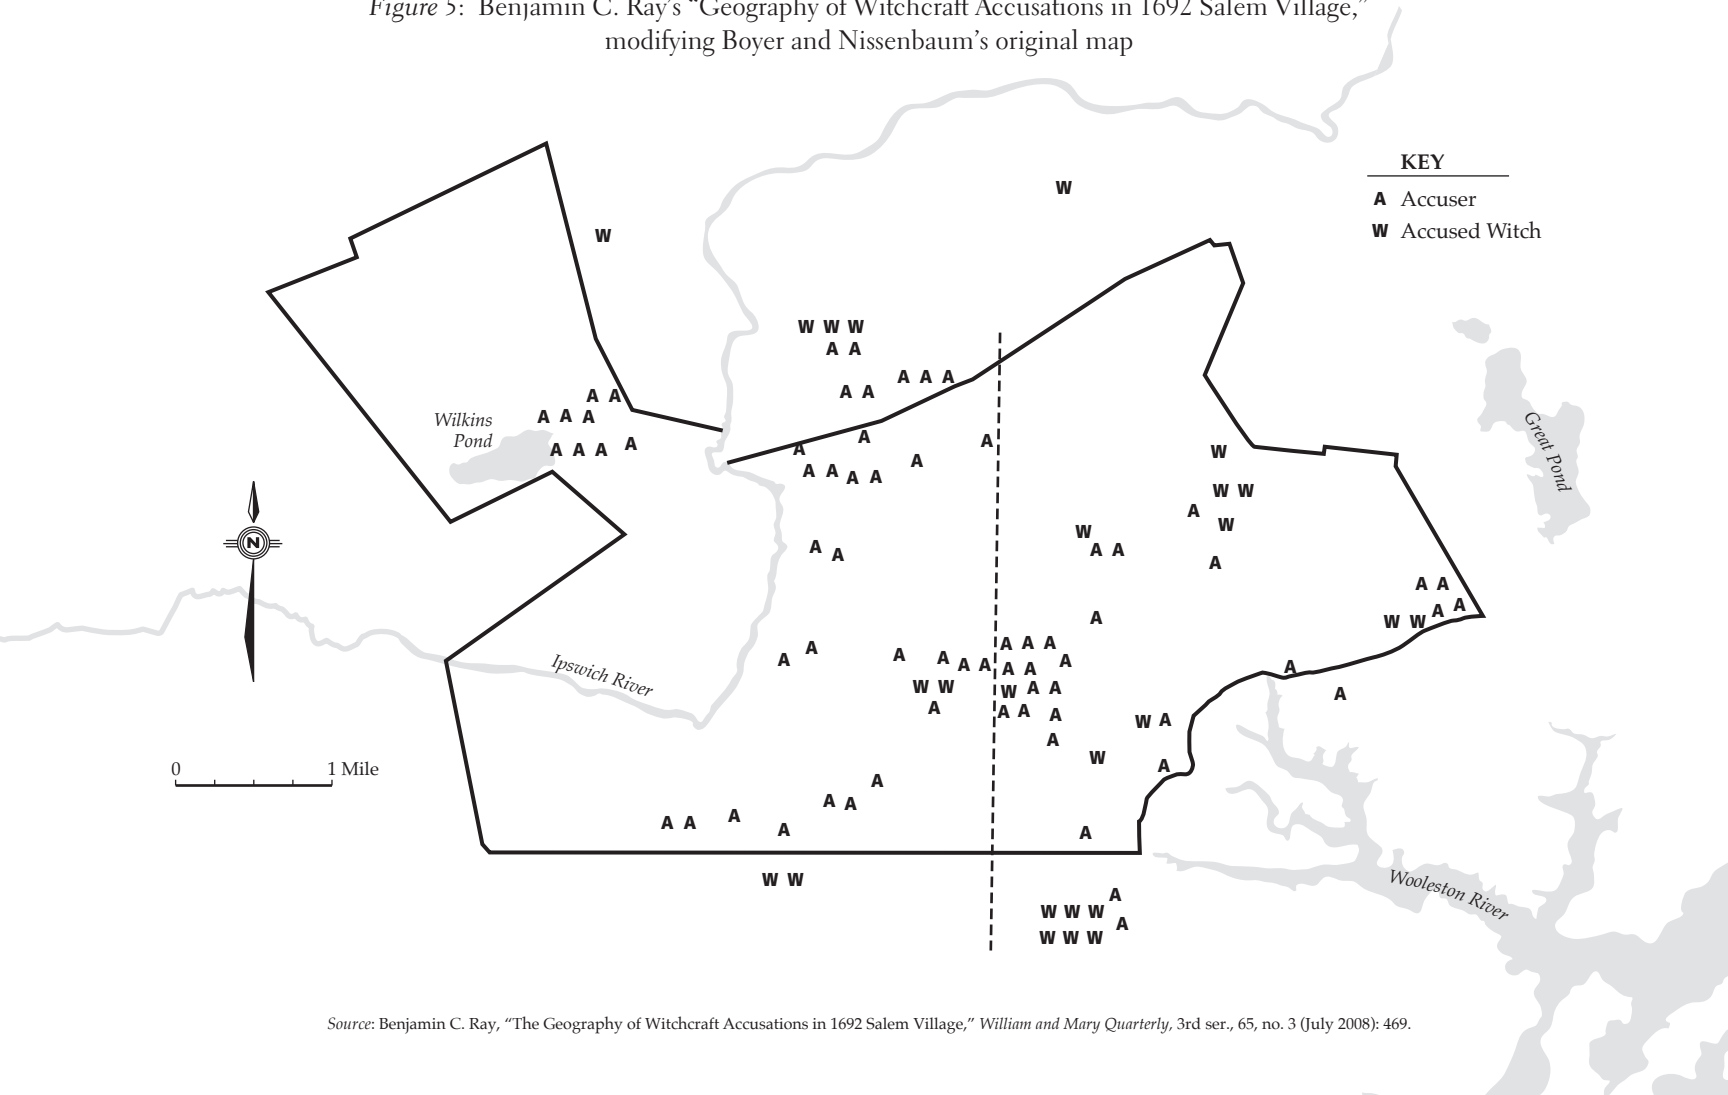 Figure 5: Benjamin C. Ray's “Geography of Witchcraft Accusations in 1692 Salem Village,”
modifying Boyer and Nissenbaum's original map
KEY
A Accuser
W Accused Witch
W
W
W W W
A A
A A A
A A
A A
A A A
A A A A
Wilkins
Pond
Great Pond
A
A
A
A
A A A A
W
W W
A
W
W
A A
A
A A
N
A A
A A
W W
A
A
A A
A A A
A
A A A
A A
A
W W
W A A
A
A A
A
A
A
A
Ipswich River
W A
W
A
0 1 Mile
A
A A
A A
A
A
A
Wooleston River
W W
A
W W W
A
W W W
Source: Benjamin C. Ray, “The Geography of Witchcraft Accusations in 1692 Salem Village,” William and Mary Quarterly, 3rd ser., 65, no. 3 (July 2008): 469.